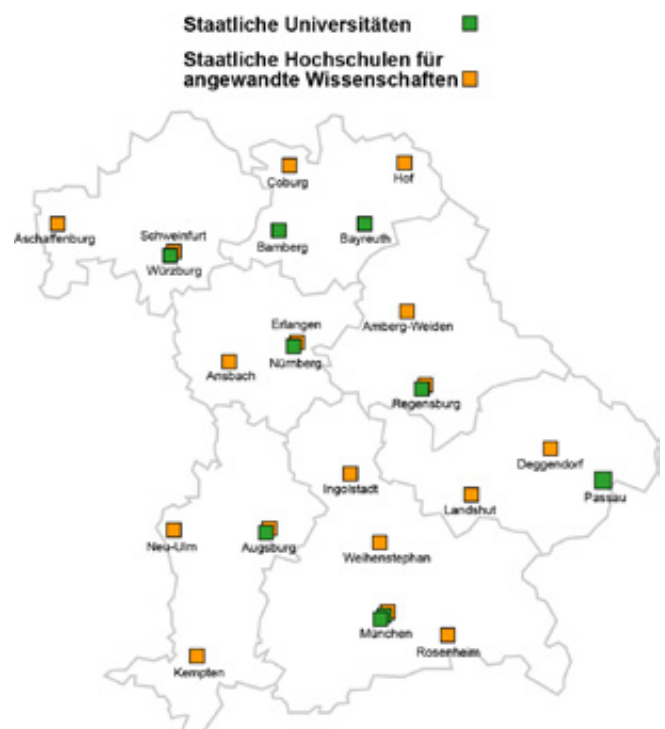 Staatliche Universitäten
Staatliche Hochschulen für
angewandte Wissenschaften
Coburg
Hof
Aschaffenburg
Schweinfurt
Würzburg
Bamberg
Bayreuth
Erlangen
Nürnberg
Amberg-Weiden
Ansbach
Regensburg
Deggendorf
Ingolstadt
Landshut
Passau
Neu-Ulm
Augsburg
Weihenstephan
München
Rosenheim
Kempten